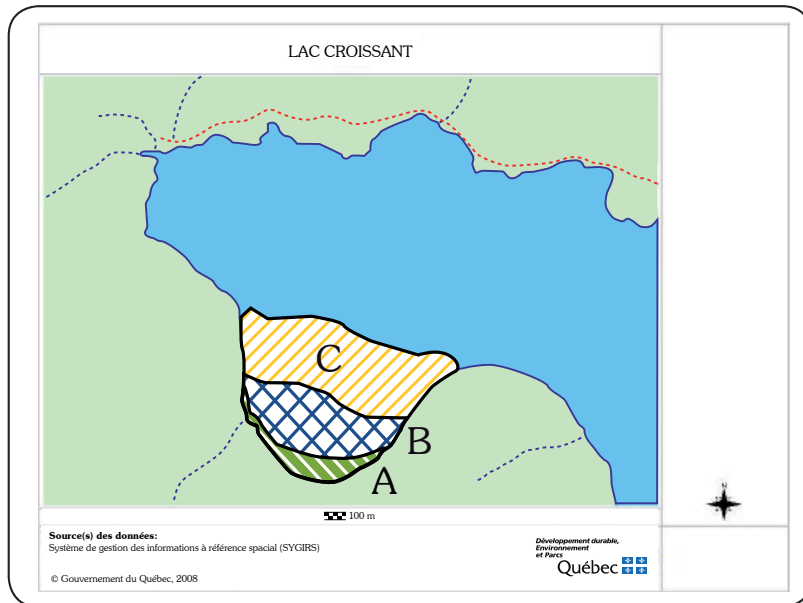 LAC CROISSANT
C
B
A
100 m
N
Source(s) des données:
Système de gestion des informations à référence spacial (SYGIRS)
© Gouvernement du Québec, 2008
Développement durable,
Environnement
et Parcs
Québec